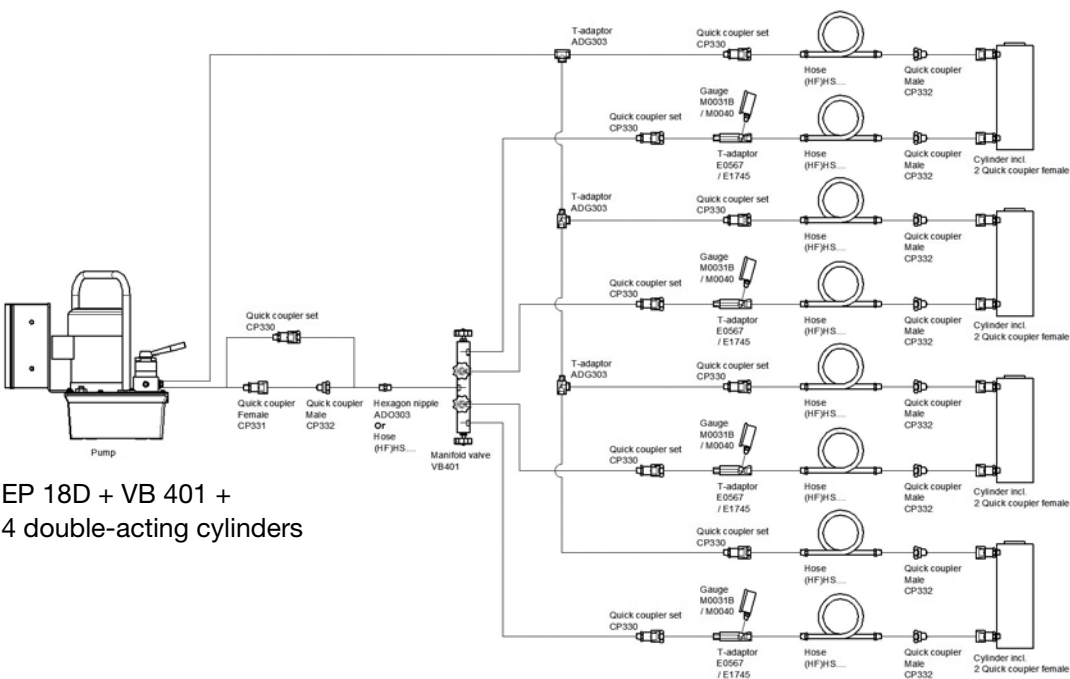 T-adaptor
ADG303
Quick coupler set
CP330
Hose
(HF)HS....
Quick coupler
Male
CP332
Gauge
M0031B
/ M0040
Quick coupler set
CP330
T-adaptor
E0567
/ E1745
Hose
(HF)HS....
Quick coupler
Male
CP332
Cylinder incl.
2 Quick coupler female
T-adaptor
ADG303
Quick coupler set
CP330
Hose
(HF)HS....
Quick coupler
Male
CP332
Gauge
M0031B
/ M0040
Quick coupler set
CP330
T-adaptor
E0567
/ E1745
Hose
(HF)HS....
Quick coupler
Male
CP332
Cylinder incl.
2 Quick coupler female
Quick coupler set
CP330
Quick coupler
Female
CP331
Quick coupler
Male
CP332
Hexagon nipple
ADO303
Or
Hose
(HF)HS....
Manifold valve
VB401
Pump
T-adaptor
ADG303
Quick coupler set
CP330
Hose
(HF)HS....
Quick coupler
Male
CP332
Gauge
M0031B
/ M0040
Quick coupler set
CP330
T-adaptor
E0567
/ E1745
Hose
(HF)HS....
Quick coupler
Male
CP332
Cylinder incl.
2 Quick coupler female
EP 18D + VB 401 +
4 double-acting cylinders
Quick coupler set
CP330
Hose
(HF)HS....
Quick coupler
Male
CP332
Gauge
M0031B
/ M0040
Quick coupler set
CP330
T-adaptor
E0567
/ E1745
Hose
(HF)HS....
Quick coupler
Male
CP332
Cylinder incl.
2 Quick coupler female